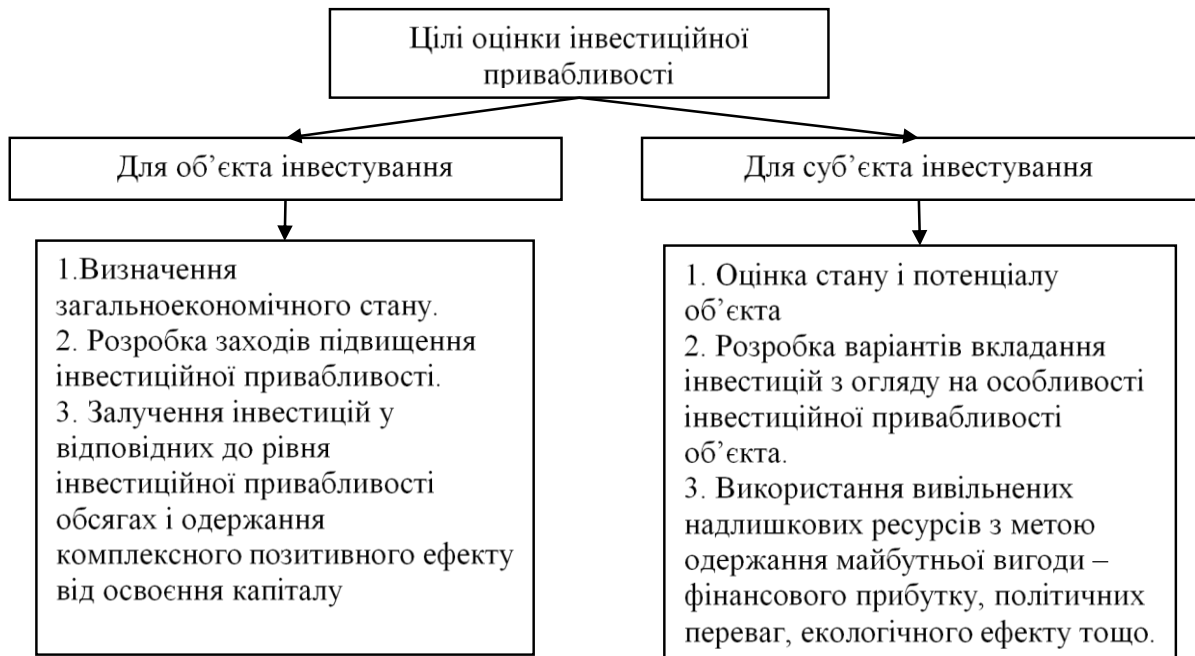 Цілі оцінки інвестиційної
привабливості
Для об’єкта інвестування
Для суб’єкта інвестування
1.Визначення
загальноекономічного стану.
2. Розробка заходів підвищення
інвестиційної привабливості.
3. Залучення інвестицій у
відповідних до рівня
інвестиційної привабливості
обсягах і одержання
комплексного позитивного ефекту
від освоєння капіталу
1. Оцінка стану і потенціалу
об’єкта
2. Розробка варіантів вкладання
інвестицій з огляду на особливості
інвестиційної привабливості
об’єкта.
3. Використання вивільнених
надлишкових ресурсів з метою
одержання майбутньої вигоди –
фінансового прибутку, політичних
переваг, екологічного ефекту тощо.